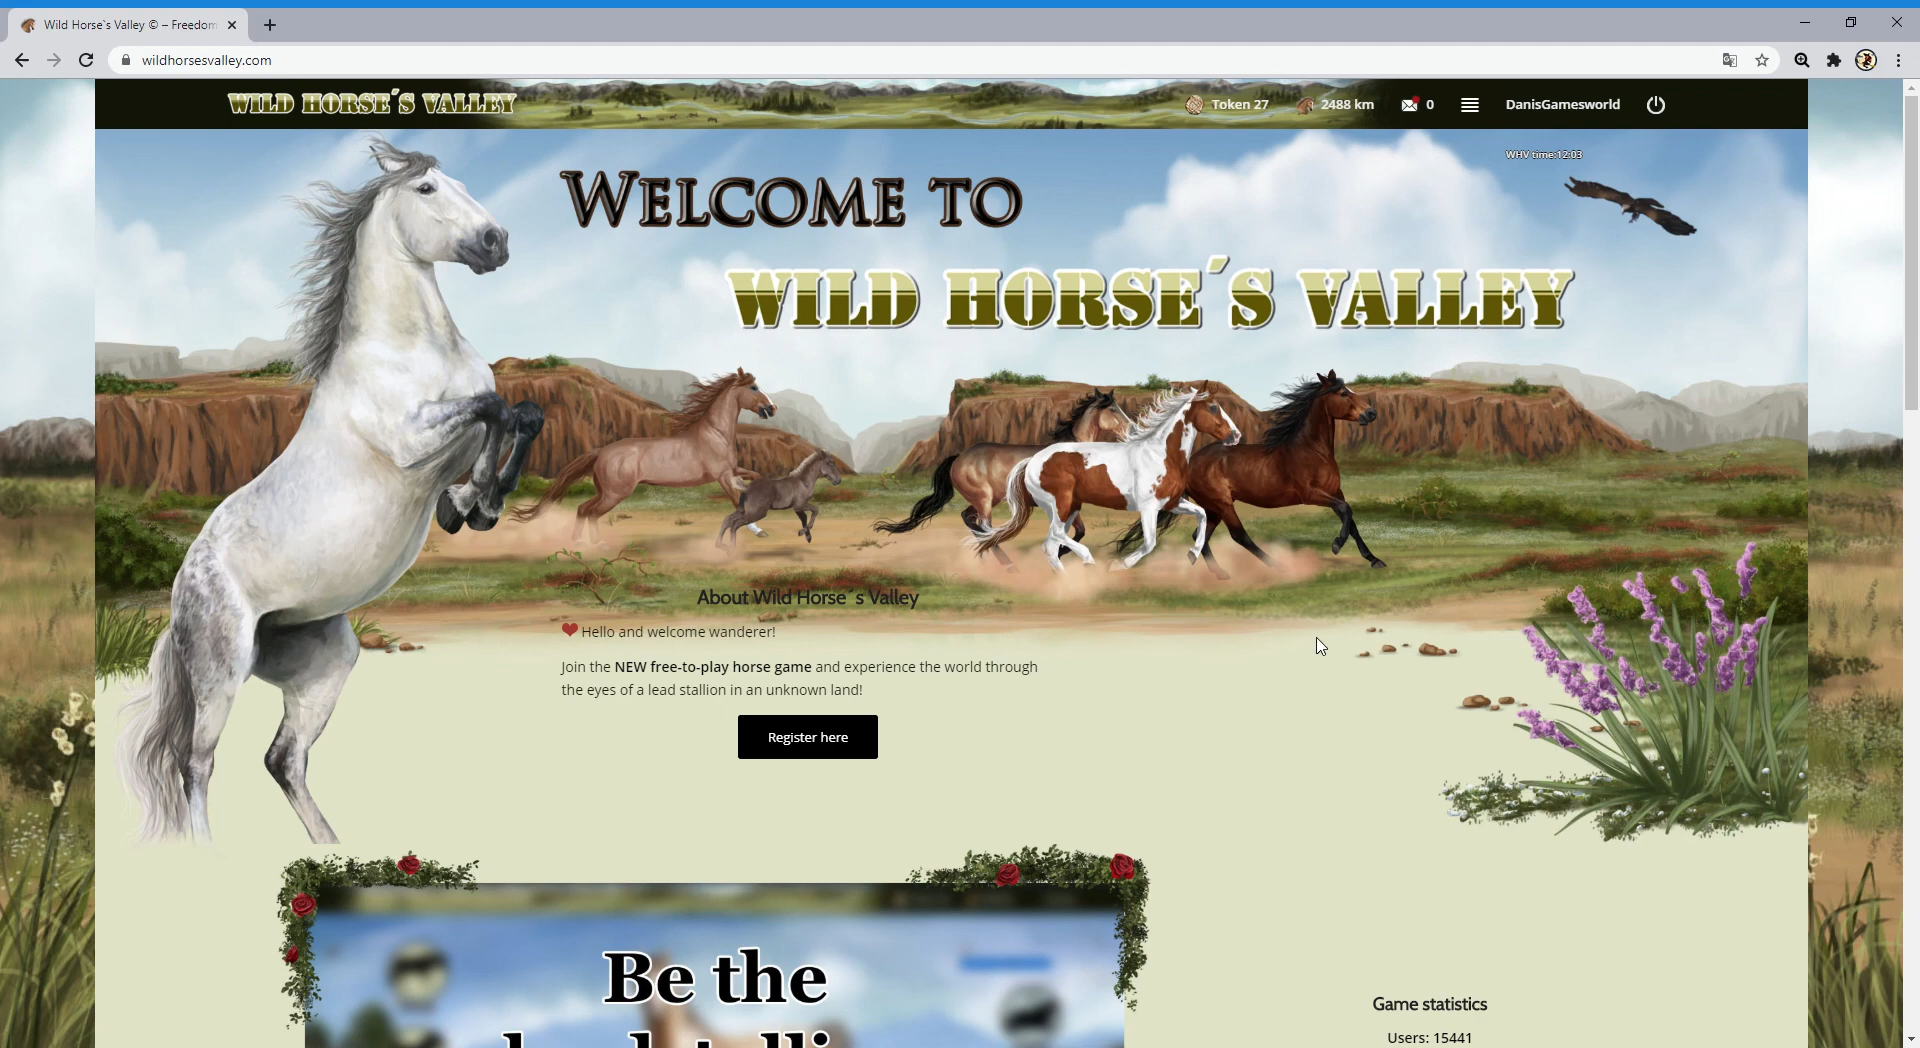 Wild Horse`s Valley © – Freedom
wildhorsesvalley.com
WILD HORSE´S VALLEY
Token 27
2488 km
0
DanisGamesworld
WHV time:12:03
WELCOME TO
WILD HORSE´S VALLEY
About Wild Horse´s Valley
Hello and welcome wanderer!
Join the NEW free-to-play horse game and experience the world through
the eyes of a lead stallion in an unknown land!
Register here
Be the
Game statistics
Users: 15441